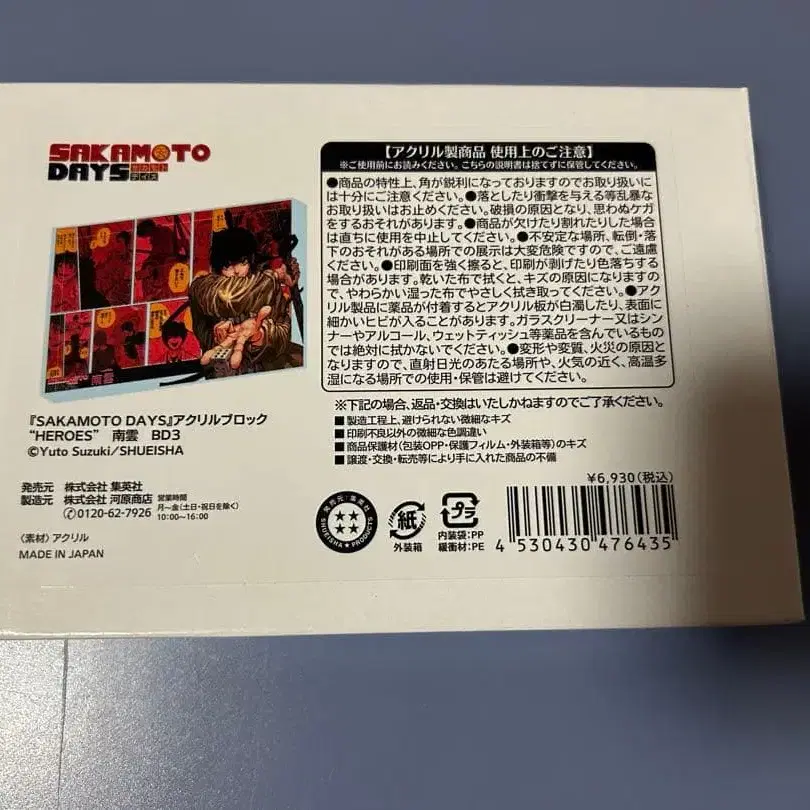 SAKAMOTO
DAYS
サカモト
デイズ
南雲
『SAKAMOTO DAYS』アクリルブロック
“HEROES” 南雲 BD3
©Yuto Suzuki/SHUEISHA
発売元 株式会社 集英社
製造元 株式会社 河原商店
0120-62-7926
営業時間
月〜金(土日・祝日を除く)
10:00〜16:00
〈素材〉アクリル
MADE IN JAPAN
【アクリル製商品 使用上のご注意】
※ご使用前にお読みください。こちらの説明書は捨てずに保管してください。
●商品の特性上、角が鋭利になっておりますのでお取り扱いに
は十分にご注意ください。●落としたり衝撃を与える等乱暴な
お取り扱いはお止めください。破損の原因となり、思わぬケガ
をするおそれがあります。●商品が欠けたり割れたりした場合
は直ちに使用を中止してください。●不安定な場所、転倒・落
下のおそれがある場所での展示は大変危険ですので、ご遠慮
ください。●印刷面を強く擦ると、印刷が剥げたり色落ちする
場合があります。乾いた布で拭くと、キズの原因になりますの
で、やわらかい湿った布でやさしく拭き取ってください。●アク
リル製品に薬品が付着するとアクリル板が白濁したり、表面に
細かいヒビが入ることがあります。ガラスクリーナー又はシン
ナーやアルコール、ウェットティッシュ等薬品を含んでいるもの
では絶対に拭かないでください。●変形や変質、火災の原因と
なりますので、直射日光のあたる場所や、火気の近く、高温多
湿になる場所での使用・保管は避けてください。
※下記の場合、返品・交換はいたしかねますのでご了承ください。
■製造工程上、避けられない微細なキズ
■印刷不良以外の微細な色調違い
■商品保護材(包装OPP・保護フィルム・外装箱等)のキズ
■譲渡・交換・転売等により手に入れた商品の不備
¥6,930(税込)
発売元/集英社
SHUEISHA PRODUCTS
紙
外装箱
プラ
内装袋:PP
緩衝材:PE
4 530430 476435